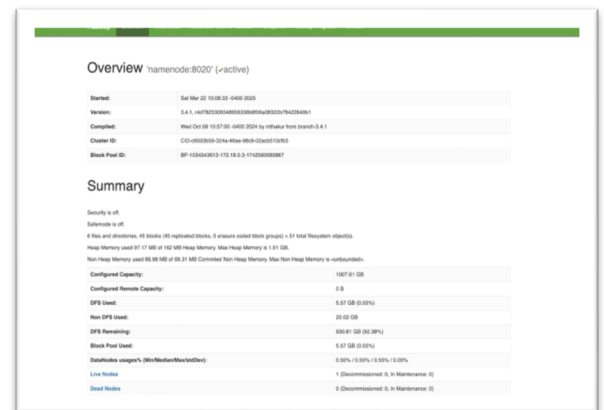 Overview 'namenode:8020' (✔active)
Started: Sat Mar 22 10:08:33 -0400 2025
Version: 3.4.1,
Compiled: Wed Oct 09 10:57:00 -0400 2024 by mthakur from branch-3.4.1
Cluster ID:
Block Pool ID:
Summary
Security is off.
Safemode is off.
6 files and directories, 45 blocks (45 replicated blocks, 0 erasure coded block groups) = 51 total filesystem object(s).
Heap Memory used 97.17 MB of 162 MB Heap Memory. Max Heap Memory is 1.91 GB.
Non Heap Memory used MB of 89.31 MB Commited Non Heap Memory. Max Non Heap Memory is <unbounded>.
Configured Capacity: 1007.61 GB
Configured Remote Capacity: 0 B
DFS Used: 5.57 GB (0.55%)
Non DFS Used: 20.02 GB
DFS Remaining: 930.81 GB (92.38%)
Block Pool Used: 5.57 GB (0.55%)
DataNodes usages% (Min/Median/Max/stdDev): 0.55% / 0.55% / 0.55% / 0.00%
Live Nodes 1 (Decommissioned: 0, In Maintenance: 0)
Dead Nodes 0 (Decommissioned: 0, In Maintenance: 0)